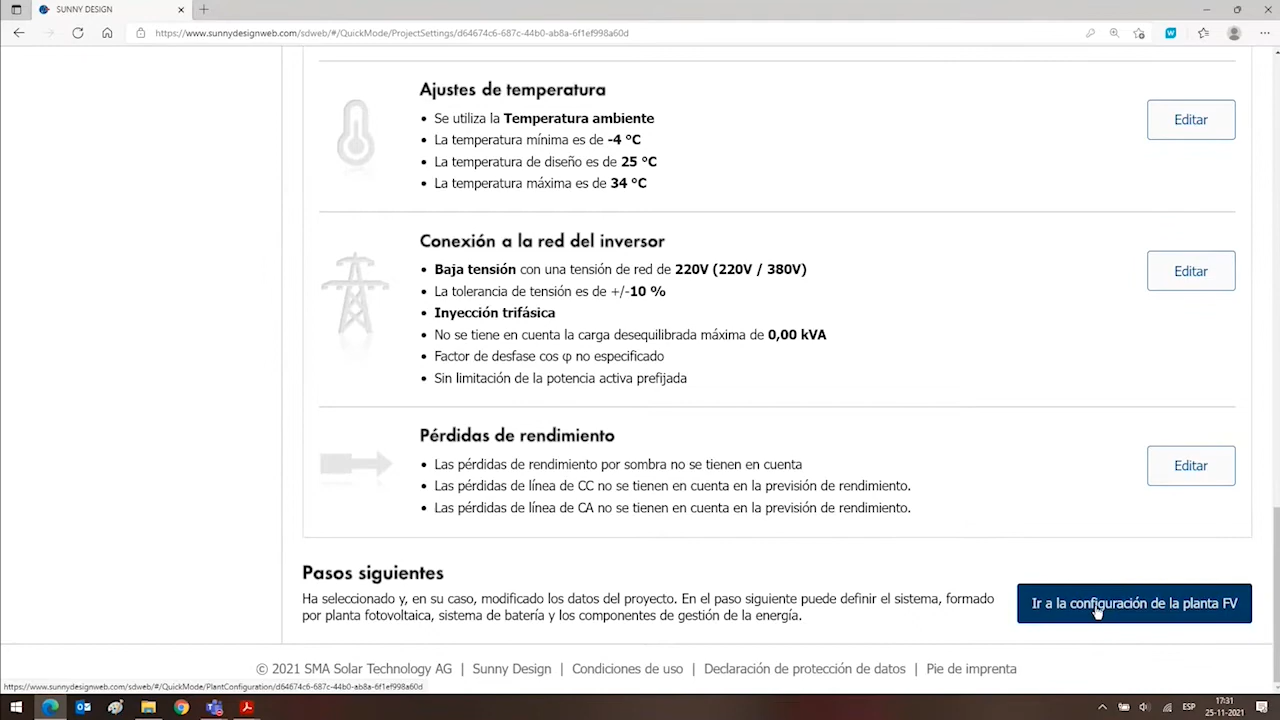 SUNNY DESIGN
https://www.sunnydesignweb.com/sdweb/#/QuickMode/ProjectSettings/d64674c6-687c-44b0-ab8a-6f1ef998a60d
Ajustes de temperatura
Editar
• Se utiliza la Temperatura ambiente
• La temperatura mínima es de -4 °C
• La temperatura de diseño es de 25 °C
• La temperatura máxima es de 34 °C
Conexión a la red del inversor
Editar
• Baja tensión con una tensión de red de 220V (220V / 380V)
• La tolerancia de tensión es de +/-10 %
• Inyección trifásica
• No se tiene en cuenta la carga desequilibrada máxima de 0,00 kVA
• Factor de desfase cos φ no especificado
• Sin limitación de la potencia activa prefijada
Pérdidas de rendimiento
Editar
• Las pérdidas de rendimiento por sombra no se tienen en cuenta
• Las pérdidas de línea de CC no se tienen en cuenta en la previsión de rendimiento.
• Las pérdidas de línea de CA no se tienen en cuenta en la previsión de rendimiento.
Pasos siguientes
Ha seleccionado y, en su caso, modificado los datos del proyecto. En el paso siguiente puede definir el sistema, formado
por planta fotovoltaica, sistema de batería y los componentes de gestión de la energía.
Ir a la configuración de la planta FV
© 2021 SMA Solar Technology AG | Sunny Design | Condiciones de uso | Declaración de protección de datos | Pie de imprenta
https://www.sunnydesignweb.com/sdweb/#/QuickMode/PlantConfiguration/d64674c6-687c-44b0-ab8a-6f1ef998a60d
ESP
17:31
25-11-2021